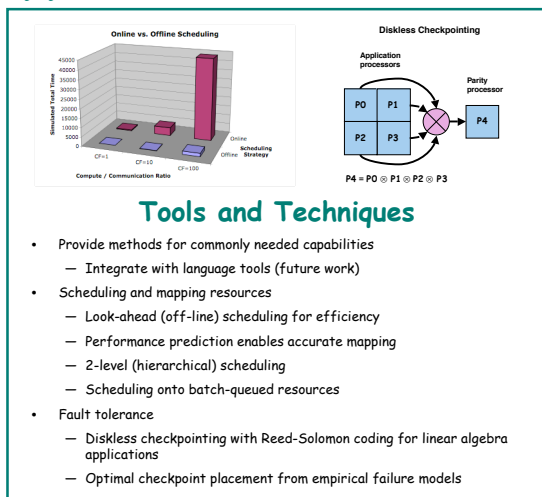 Online vs. Offline Scheduling
45000
40000
35000
30000
25000
20000
15000
10000
5000
0
Simulated Total Time
CF=1
CF=10
CF=100
Compute / Communication Ratio
Online
Offline
Scheduling
Strategy
Diskless Checkpointing
Application
processors
Parity
processor
P0 P1
P2 P3
P4
P4 = P0 ⊗ P1 ⊗ P2 ⊗ P3
Tools and Techniques
• Provide methods for commonly needed capabilities
— Integrate with language tools (future work)
• Scheduling and mapping resources
— Look-ahead (off-line) scheduling for efficiency
— Performance prediction enables accurate mapping
— 2-level (hierarchical) scheduling
— Scheduling onto batch-queued resources
• Fault tolerance
— Diskless checkpointing with Reed-Solomon coding for linear algebra
applications
— Optimal checkpoint placement from empirical failure models